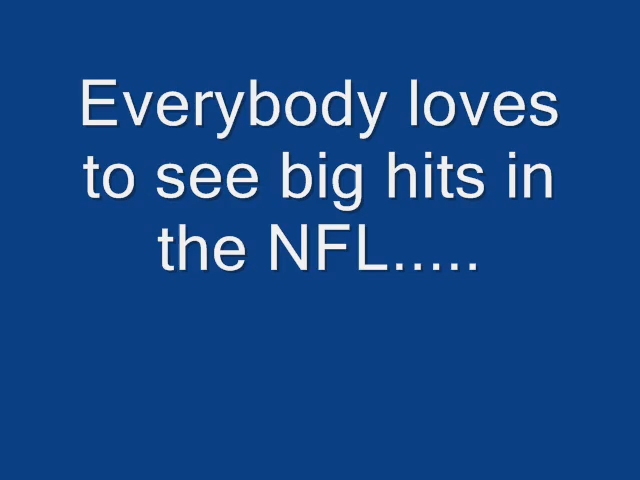 Everybody loves
to see big hits in
the NFL.....